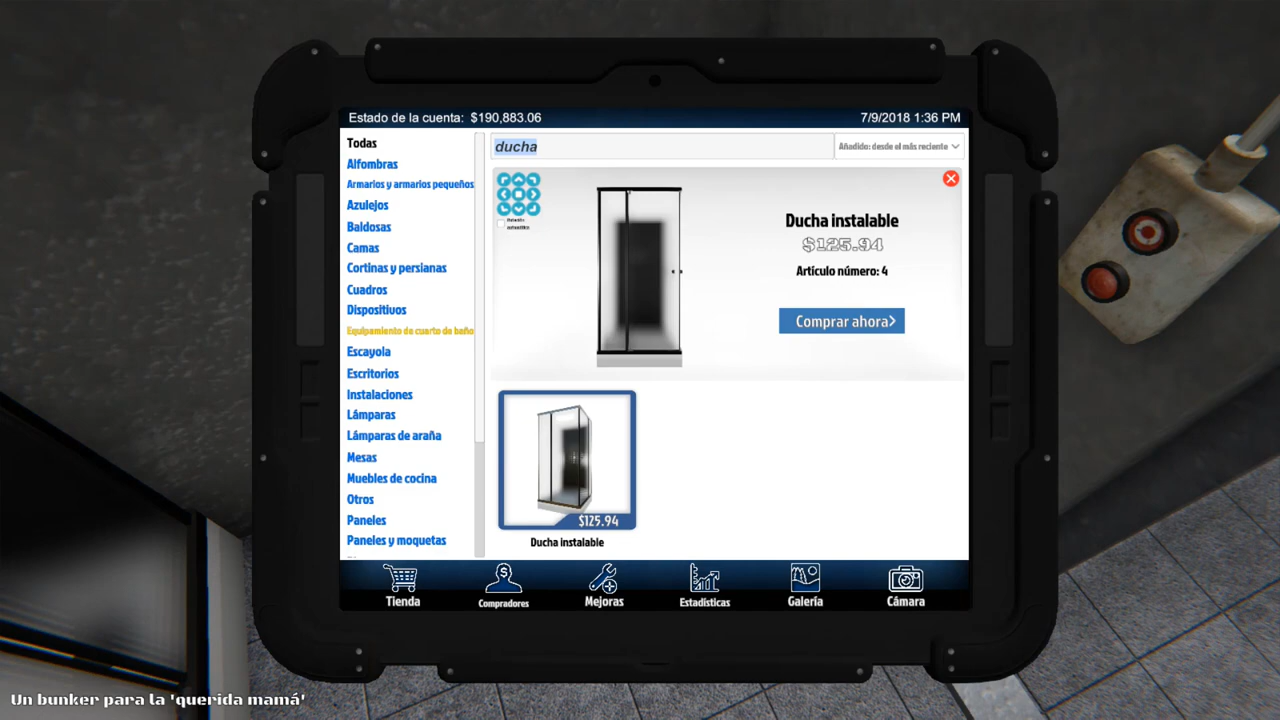 Estado de la cuenta: $190,883.06
7/9/2018 1:36 PM
Todas
Alfombras
Armarios y armarios pequeños
Azulejos
Baldosas
Camas
Cortinas y persianas
Cuadros
Dispositivos
Equipamiento de cuarto de baño
Escayola
Escritorios
Instalaciones
Lámparas
Lámparas de araña
Mesas
Muebles de cocina
Otros
Paneles
Paneles y moquetas
ducha
Añadido: desde el más reciente
Ducha instalable
$125.94
Artículo número: 4
Comprar ahora>
$125.94
Ducha instalable
Tienda
Compradores
Mejoras
Estadísticas
Galería
Cámara
Un bunker para la 'querida mamá'